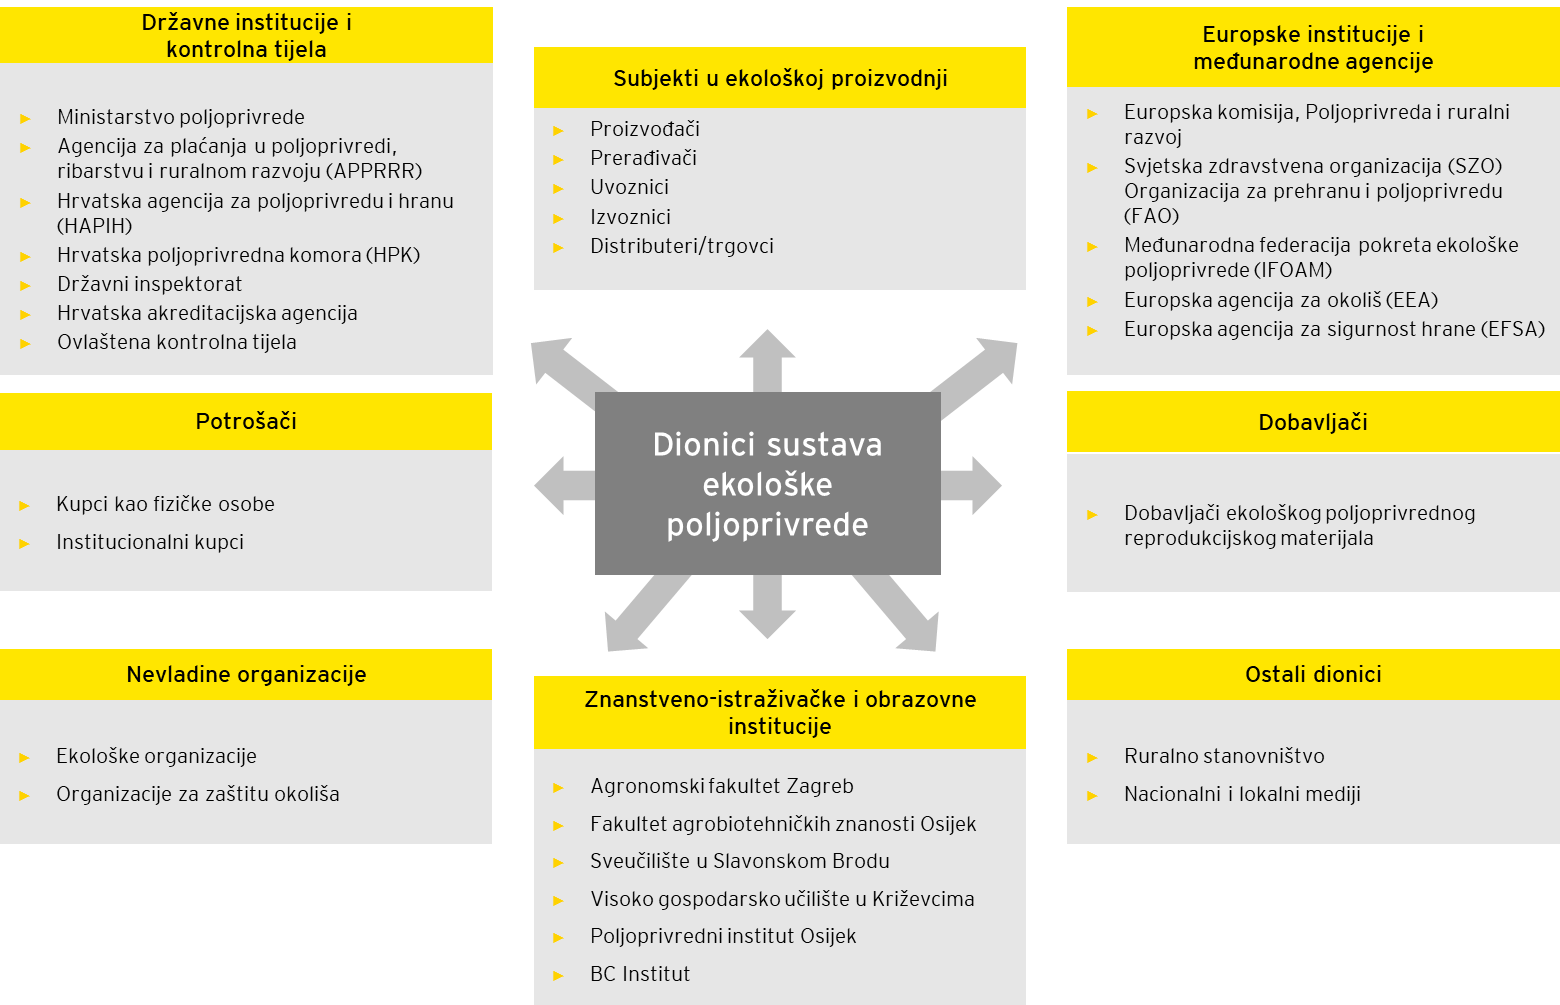 Državne institucije i
kontrolna tijela
► Ministarstvo poljoprivrede
► Agencija za plaćanja u poljoprivredi,
ribarstvu i ruralnom razvoju (APPRRR)
► Hrvatska agencija za poljoprivredu i hranu
(HAPIH)
► Hrvatska poljoprivredna komora (HPK)
► Državni inspektorat
► Hrvatska akreditacijska agencija
► Ovlaštena kontrolna tijela
Subjekti u ekološkoj proizvodnji
► Proizvođači
► Prerađivači
► Uvoznici
► Izvoznici
► Distributeri/trgovci
Europske institucije i
međunarodne agencije
► Europska komisija, Poljoprivreda i ruralni
razvoj
► Svjetska zdravstvena organizacija (SZO)
Organizacija za prehranu i poljoprivredu
(FAO)
► Međunarodna federacija pokreta ekološke
poljoprivrede (IFOAM)
► Europska agencija za okoliš (EEA)
► Europska agencija za sigurnost hrane (EFSA)
Potrošači
► Kupci kao fizičke osobe
► Institucionalni kupci
Dionici sustava
ekološke
poljoprivrede
Dobavljači
► Dobavljači ekološkog poljoprivrednog
reprodukcijskog materijala
Nevladine organizacije
► Ekološke organizacije
► Organizacije za zaštitu okoliša
Znanstveno-istraživačke i obrazovne
institucije
► Agronomski fakultet Zagreb
► Fakultet agrobiotehničkih znanosti Osijek
► Sveučilište u Slavonskom Brodu
► Visoko gospodarsko učilište u Križevcima
► Poljoprivredni institut Osijek
► BC Institut
Ostali dionici
► Ruralno stanovništvo
► Nacionalni i lokalni mediji